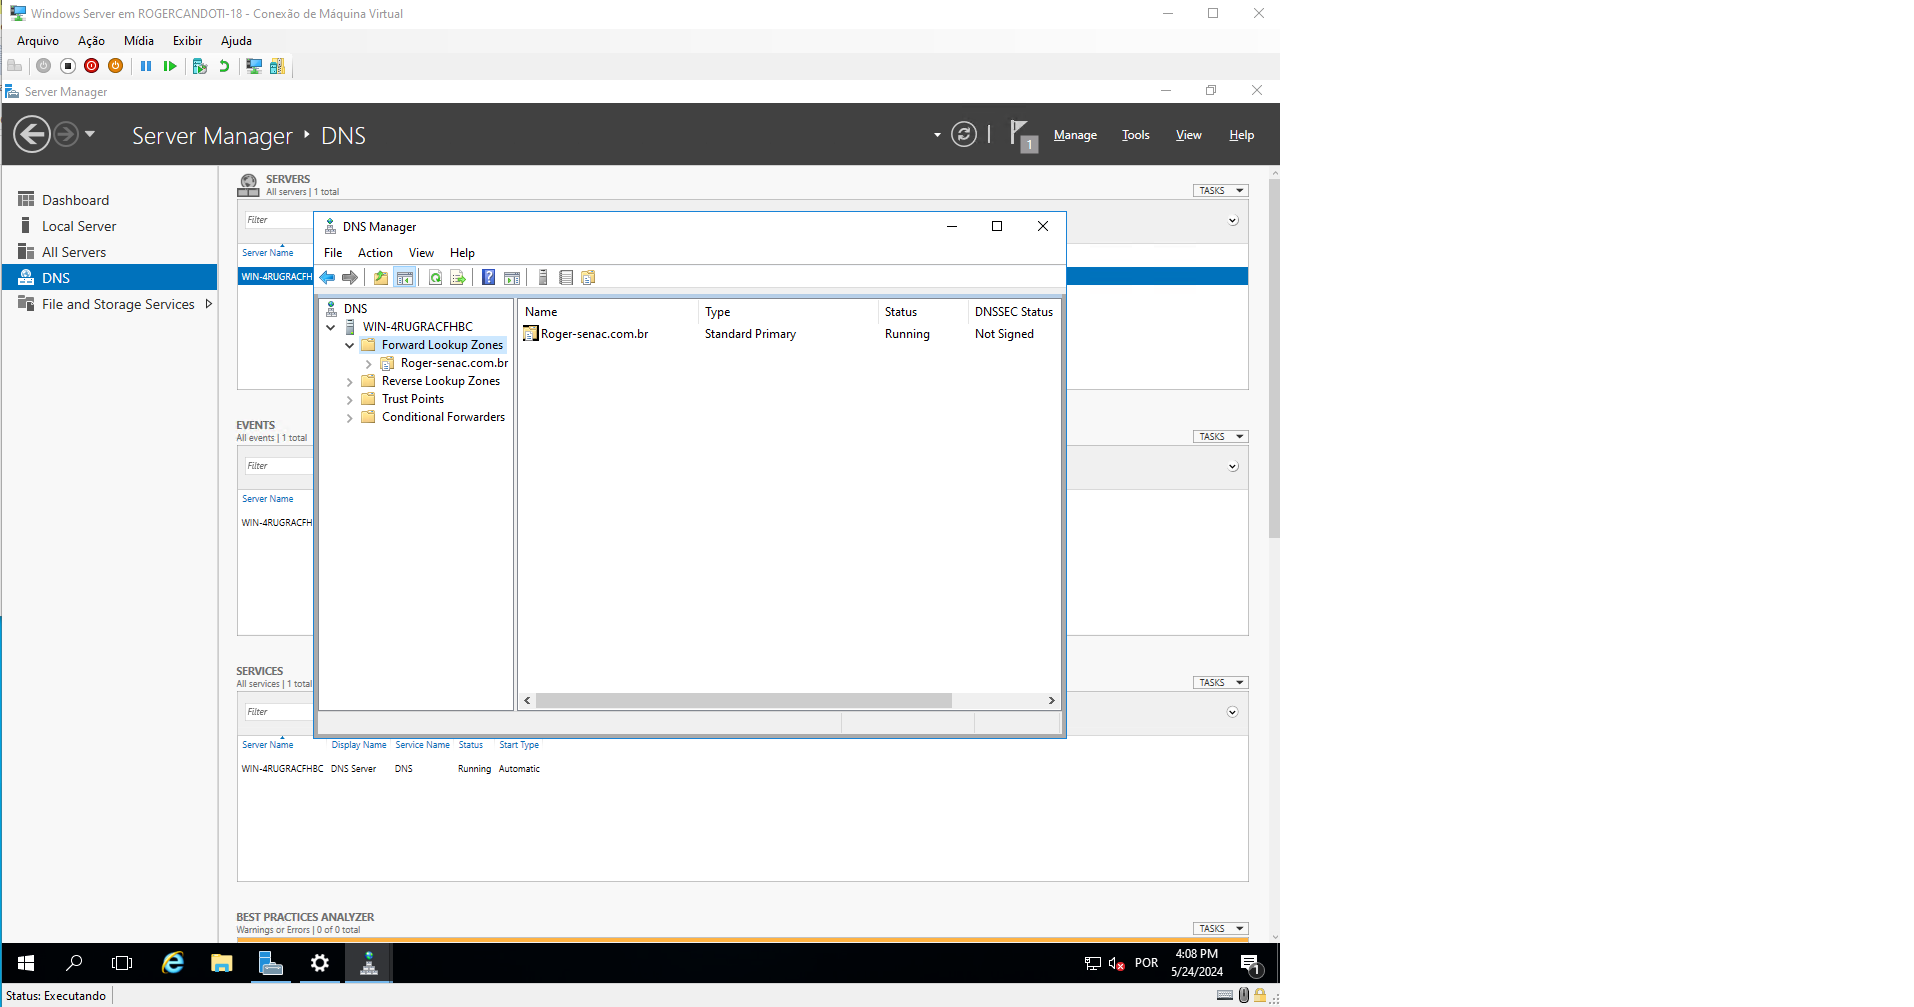 Windows Server em ROGERCANDOTI-18 - Conexão de Máquina Virtual
Arquivo Ação Mídia Exibir Ajuda
Server Manager
Server Manager DNS
1
Manage Tools View Help
Dashboard
Local Server
All Servers
DNS
File and Storage Services
SERVERS
All servers | 1 total
TASKS
Filter
Server Name
WIN-4RUGRACFH
EVENTS
All events | 1 total
TASKS
Filter
Server Name
WIN-4RUGRACFH
SERVICES
All services | 1 total
TASKS
Filter
Server Name Display Name Service Name Status Start Type
WIN-4RUGRACFHBC DNS Server DNS Running Automatic
BEST PRACTICES ANALYZER
Warnings or Errors | 0 of 0 total
TASKS
DNS Manager
File Action View Help
DNS
WIN-4RUGRACFHBC
Forward Lookup Zones
Roger-senac.com.br
Reverse Lookup Zones
Trust Points
Conditional Forwarders
Name Type Status DNSSEC Status
Roger-senac.com.br Standard Primary Running Not Signed
POR
4:08 PM
5/24/2024
1
Status: Executando